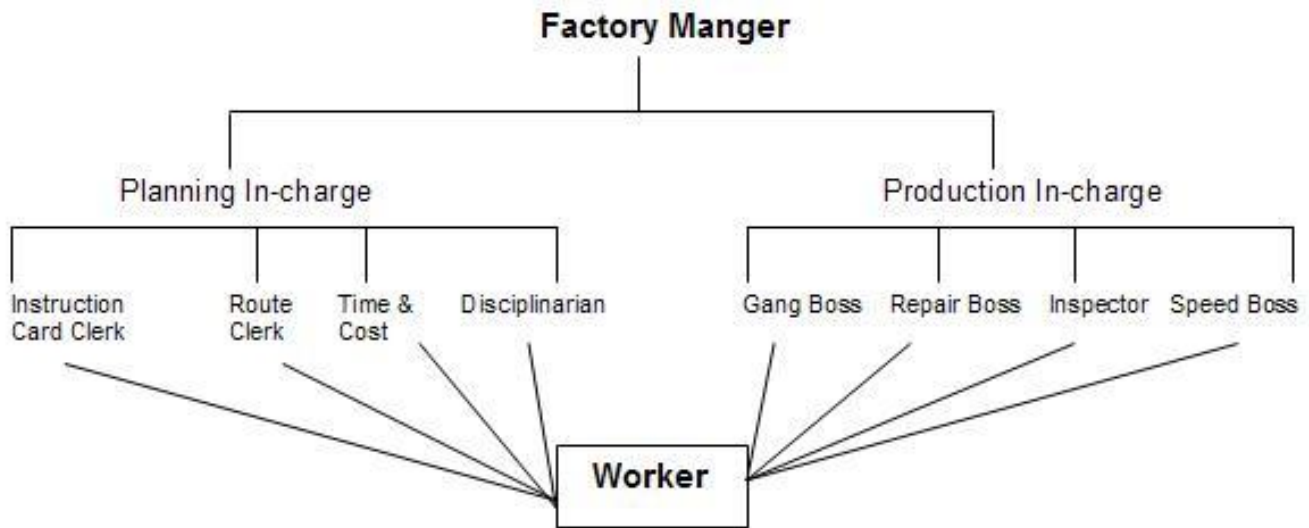 Factory Manger
Planning In-charge
Production In-charge
Instruction
Card Clerk
Route
Clerk
Time &
Cost
Disciplinarian
Gang Boss
Repair Boss
Inspector
Speed Boss
Worker